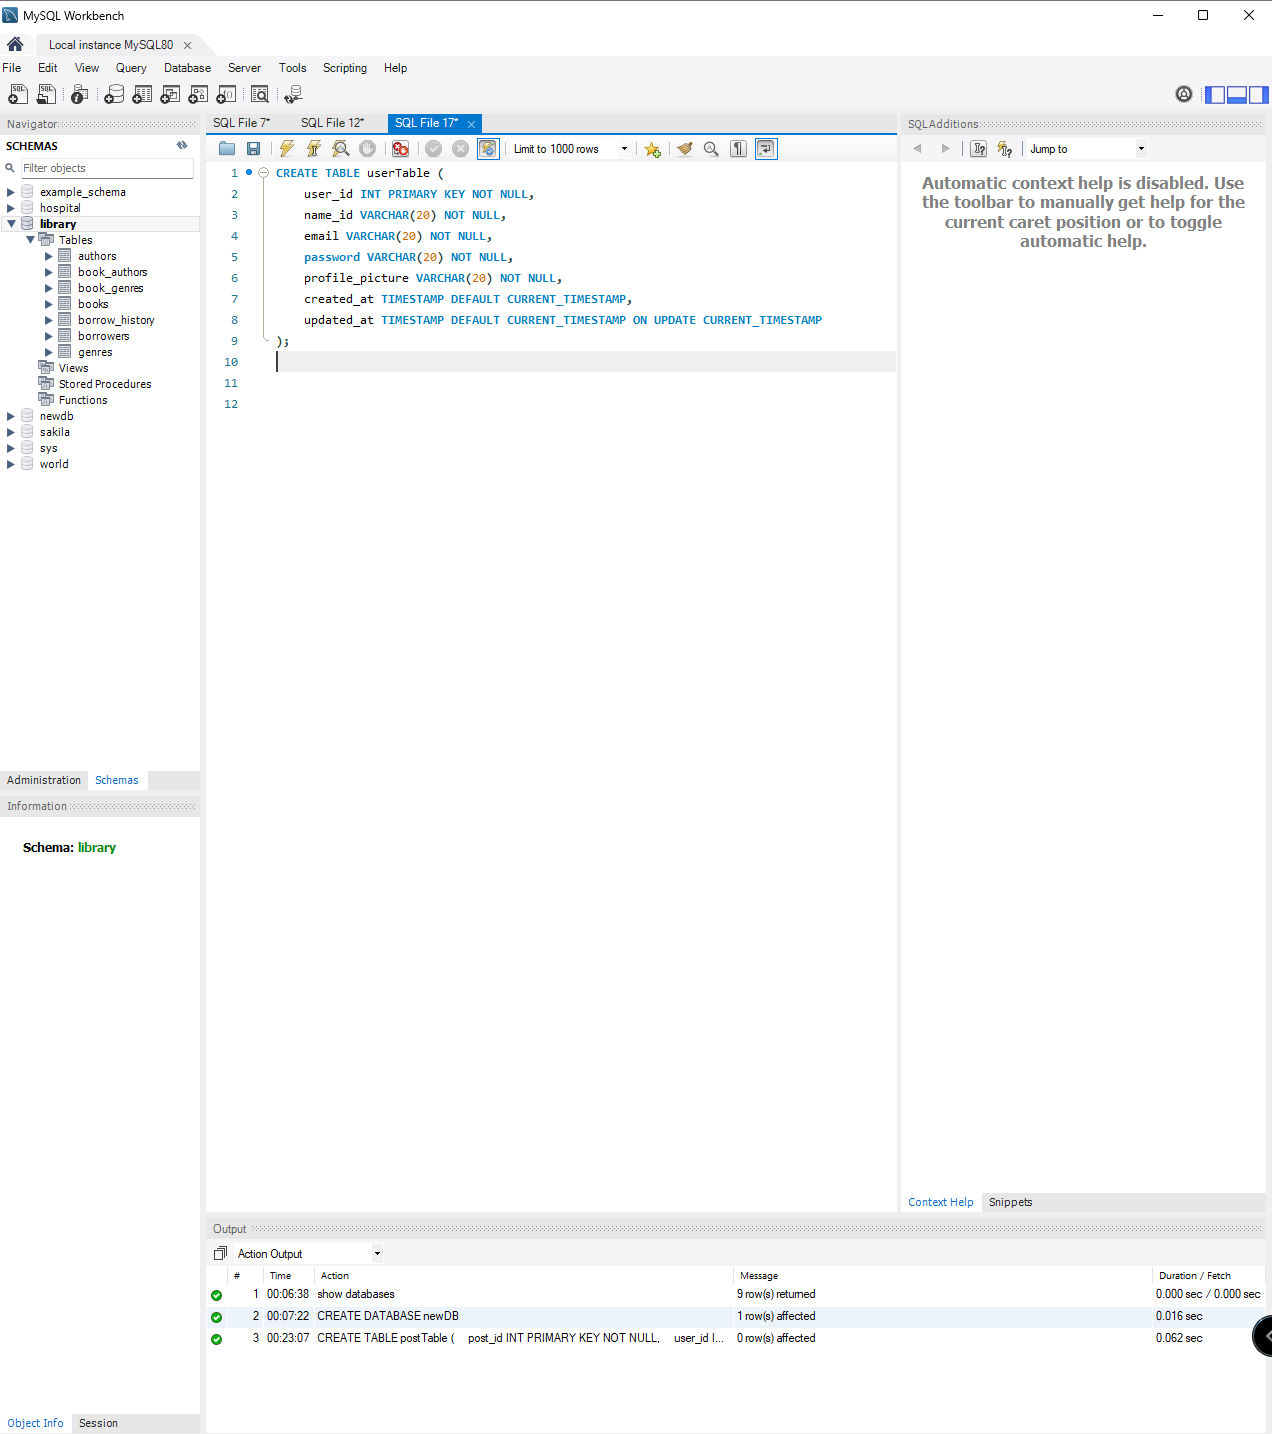 MySQL Workbench
Local instance MySQL80
File Edit View Query Database Server Tools Scripting Help
Navigator
SCHEMAS
Filter objects
example_schema
hospital
library
Tables
authors
book_authors
book_genres
books
borrow_history
borrowers
genres
Views
Stored Procedures
Functions
newdb
sakila
sys
world
Administration Schemas
Information
Schema: library
Object Info Session
SQL File 7* SQL File 12* SQL File 17*
Limit to 1000 rows
1 CREATE TABLE userTable (
2 user_id INT PRIMARY KEY NOT NULL,
3 name_id VARCHAR(20) NOT NULL,
4 email VARCHAR(20) NOT NULL,
5 password VARCHAR(20) NOT NULL,
6 profile_picture VARCHAR(20) NOT NULL,
7 created_at TIMESTAMP DEFAULT CURRENT_TIMESTAMP,
8 updated_at TIMESTAMP DEFAULT CURRENT_TIMESTAMP ON UPDATE CURRENT_TIMESTAMP
9 );
10
11
12
SQLAdditions
Jump to
Automatic context help is disabled. Use
the toolbar to manually get help for the
current caret position or to toggle
automatic help.
Context Help Snippets
Output
Action Output
# Time Action Message Duration / Fetch
1 00:06:38 show databases 9 row(s) returned 0.000 sec / 0.000 sec
2 00:07:22 CREATE DATABASE newDB 1 row(s) affected 0.016 sec
3 00:23:07 CREATE TABLE postTable ( post_id INT PRIMARY KEY NOT NULL, user_id I... 0 row(s) affected 0.062 sec